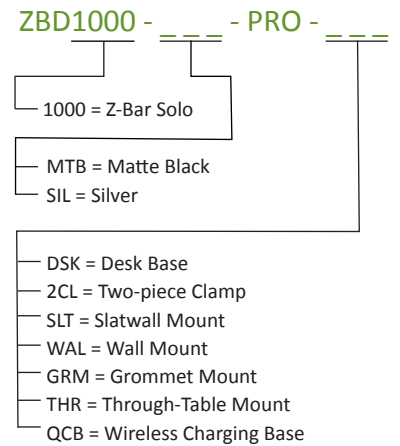 ZBD1000 - _ _ _ - PRO - _ _ _
1000 = Z-Bar Solo
MTB = Matte Black
SIL = Silver
DSK = Desk Base
2CL = Two-piece Clamp
SLT = Slatwall Mount
WAL = Wall Mount
GRM = Grommet Mount
THR = Through-Table Mount
QCB = Wireless Charging Base